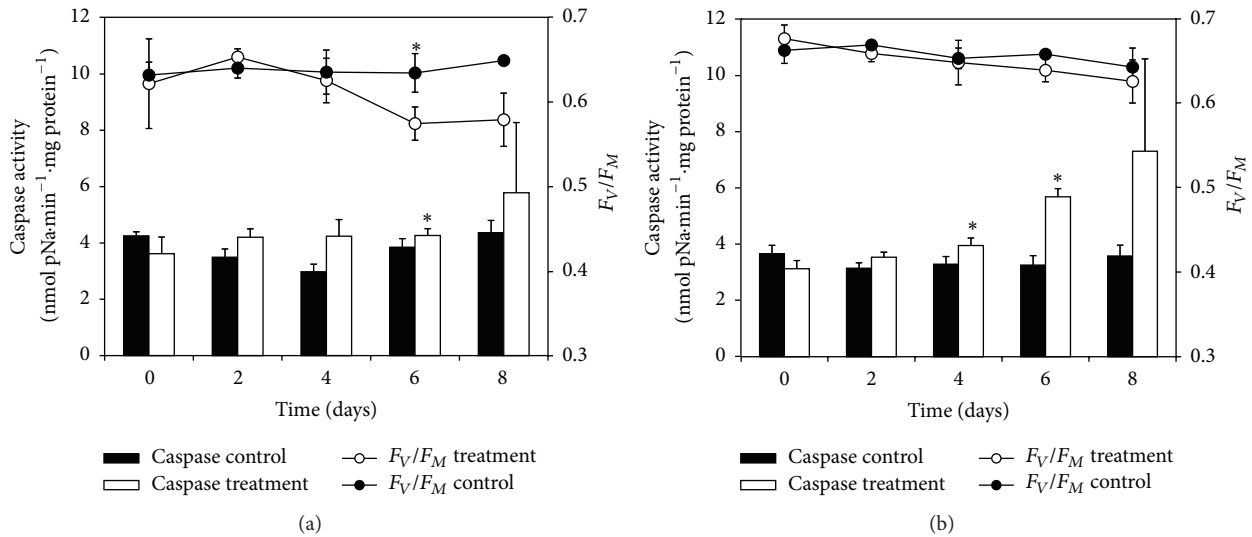 12
10
8
6
4
2
0
Caspase activity
(nmol pNa·min⁻¹·mg protein⁻¹)
0.7
0.6
0.5
0.4
0.3
F_V/F_M
*
*
0 2 4 6 8
Time (days)
Caspase control
Caspase treatment
F_V/F_M treatment
F_V/F_M control
(a)
12
10
8
6
4
2
0
Caspase activity
(nmol pNa·min⁻¹·mg protein⁻¹)
0.7
0.6
0.5
0.4
0.3
F_V/F_M
*
*
0 2 4 6 8
Time (days)
Caspase control
Caspase treatment
F_V/F_M treatment
F_V/F_M control
(b)